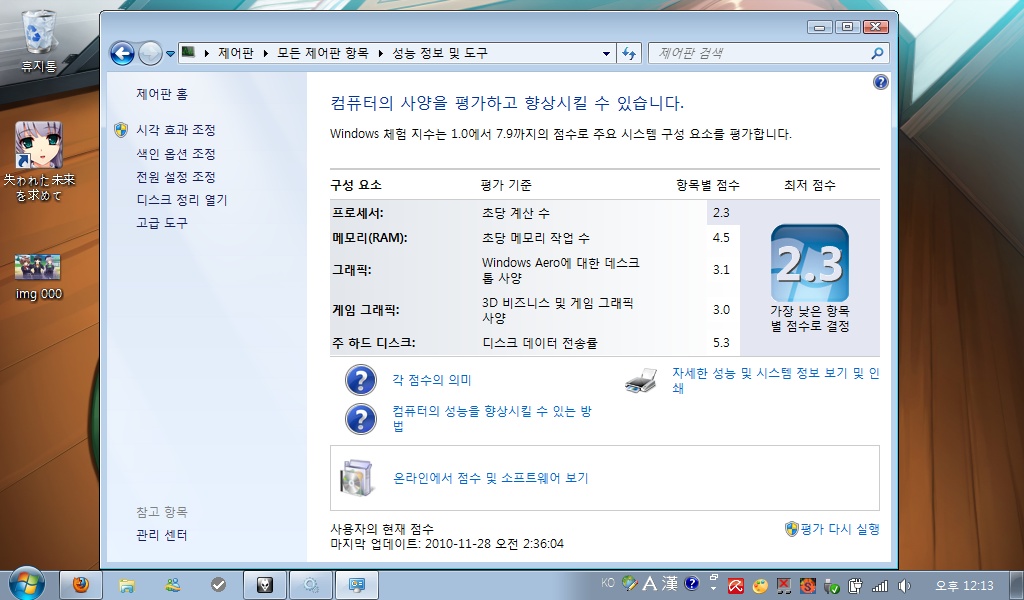 휴지통
失われた未来
を求めて
img 000
제어판 ▸ 모든 제어판 항목 ▸ 성능 정보 및 도구
제어판 검색
제어판 홈
시각 효과 조정
색인 옵션 조정
전원 설정 조정
디스크 정리 열기
고급 도구
참고 항목
관리 센터
컴퓨터의 사양을 평가하고 향상시킬 수 있습니다.
Windows 체험 지수는 1.0에서 7.9까지의 점수로 주요 시스템 구성 요소를 평가합니다.
구성 요소 평가 기준 항목별 점수 최저 점수
프로세서: 초당 계산 수 2.3
메모리(RAM): 초당 메모리 작업 수 4.5
그래픽: Windows Aero에 대한 데스크
톱 사양 3.1
게임 그래픽: 3D 비즈니스 및 게임 그래픽
사양 3.0
주 하드 디스크: 디스크 데이터 전송률 5.3
2.3
가장 낮은 항목
별 점수로 결정
각 점수의 의미
컴퓨터의 성능을 향상시킬 수 있는 방
법
자세한 성능 및 시스템 정보 보기 및 인
쇄
온라인에서 점수 및 소프트웨어 보기
사용자의 현재 점수
마지막 업데이트: 2010-11-28 오전 2:36:04
평가 다시 실행
KO A 漢
오후 12:13